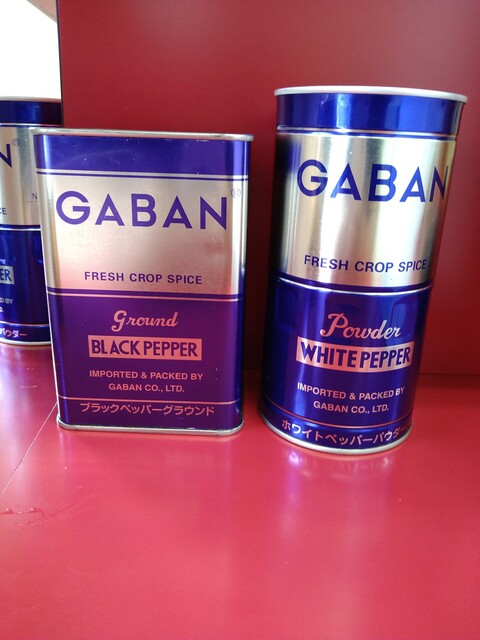 GABAN®
FRESH CROP SPICE
Ground
BLACK PEPPER
IMPORTED & PACKED BY
GABAN CO., LTD.
ブラックペッパーグラウンド
GABAN
FRESH CROP SPICE
Powder
WHITE PEPPER
IMPORTED & PACKED BY
GABAN CO., LTD.
ホワイトペッパーパウダー